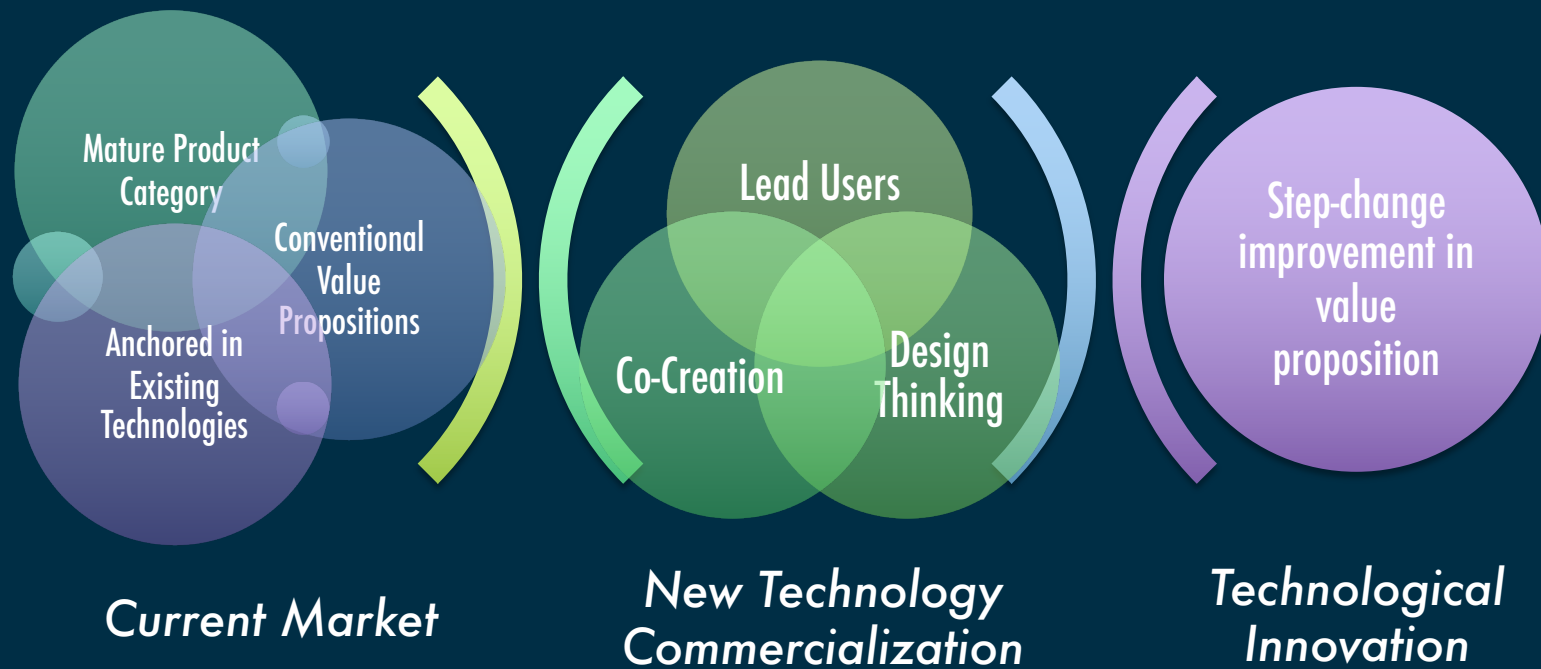 Mature Product
Category
Conventional
Value
Propositions
Anchored in
Existing
Technologies
Current Market
Lead Users
Co-Creation
Design
Thinking
New Technology
Commercialization
Step-change
improvement in
value
proposition
Technological
Innovation